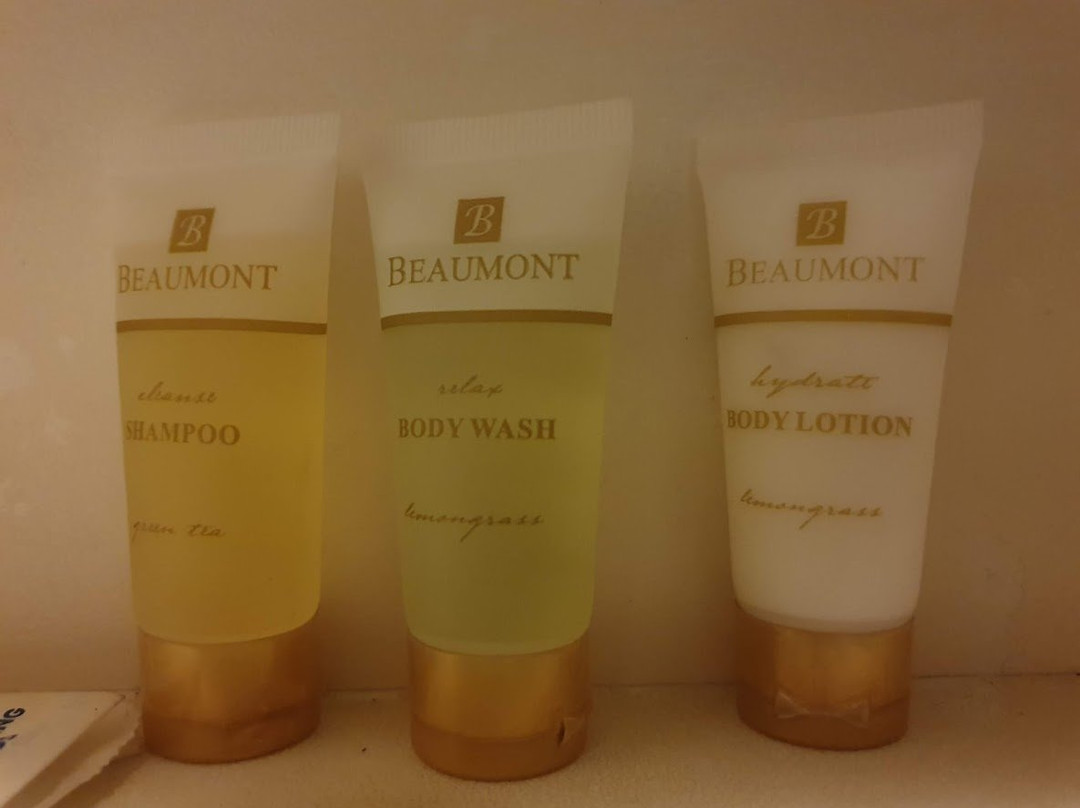 B
BEAUMONT
cleanse
SHAMPOO
green tea
B
BEAUMONT
relax
BODY WASH
lemongrass
B
BEAUMONT
hydrate
BODY LOTION
lemongrass